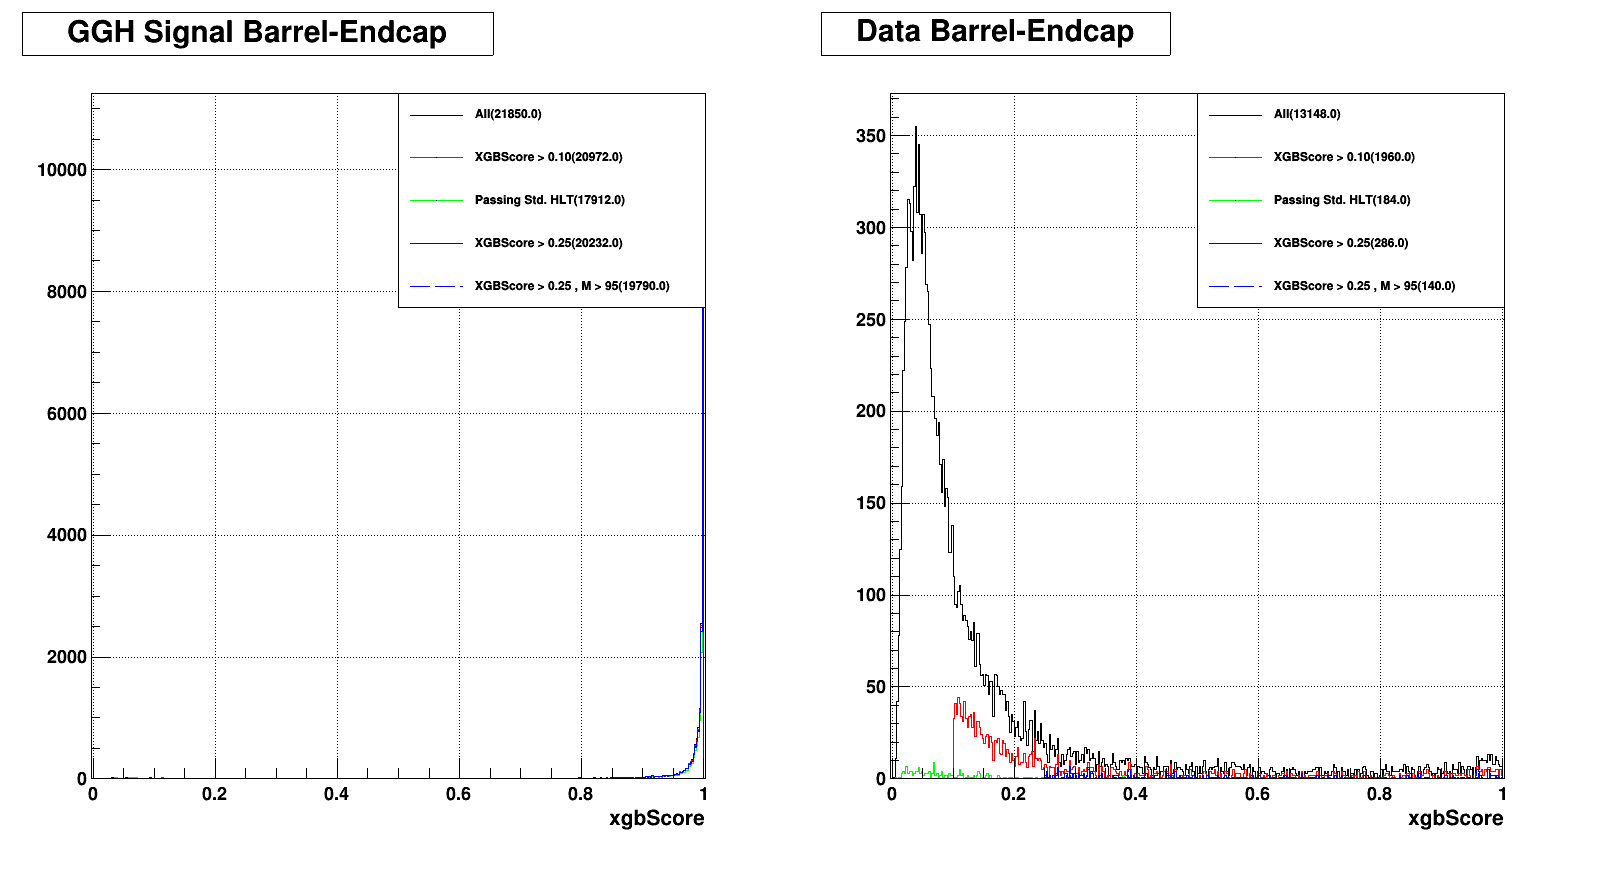 GGH Signal Barrel-Endcap
All(21850.0)
XGBScore > 0.10(20972.0)
Passing Std. HLT(17912.0)
XGBScore > 0.25(20232.0)
XGBScore > 0.25 , M > 95(19790.0)
10000
8000
6000
4000
2000
0
0 0.2 0.4 0.6 0.8 1
xgbScore
Data Barrel-Endcap
All(13148.0)
XGBScore > 0.10(1960.0)
Passing Std. HLT(184.0)
XGBScore > 0.25(286.0)
XGBScore > 0.25 , M > 95(140.0)
350
300
250
200
150
100
50
0
0 0.2 0.4 0.6 0.8 1
xgbScore